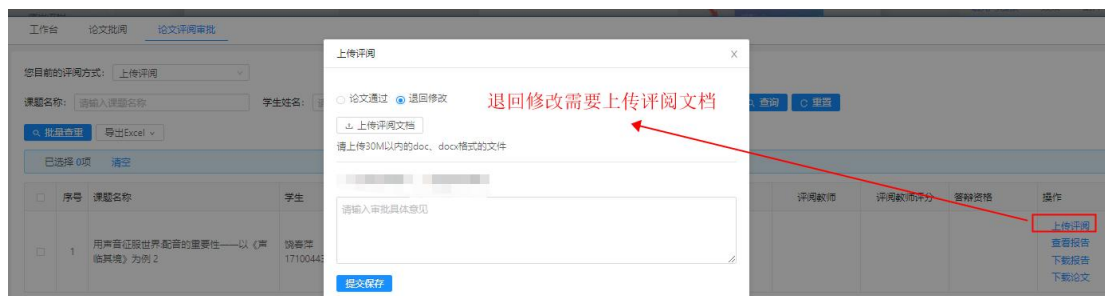 工作台 论文批阅 论文评阅审批
上传评阅 X
您目前的评阅方式: 上传评阅
论文通过 退回修改 退回修改需要上传评阅文档
课题名称: 请输入课题名称 学生姓名: 查询 重置
上传评阅文档
批量查重 导出Excel
请上传30M以内的doc、docx格式的文件
已选择 0项 清空
序号 课题名称 学生 评阅教师 评阅教师评分 答辩资格 操作
请输入审批具体意见
1 用声音征服世界,配音的重要性——以《声 饶春萍 上传评阅
临其境》为例 2 17100443 查看报告
下载报告
提交保存 下载论文